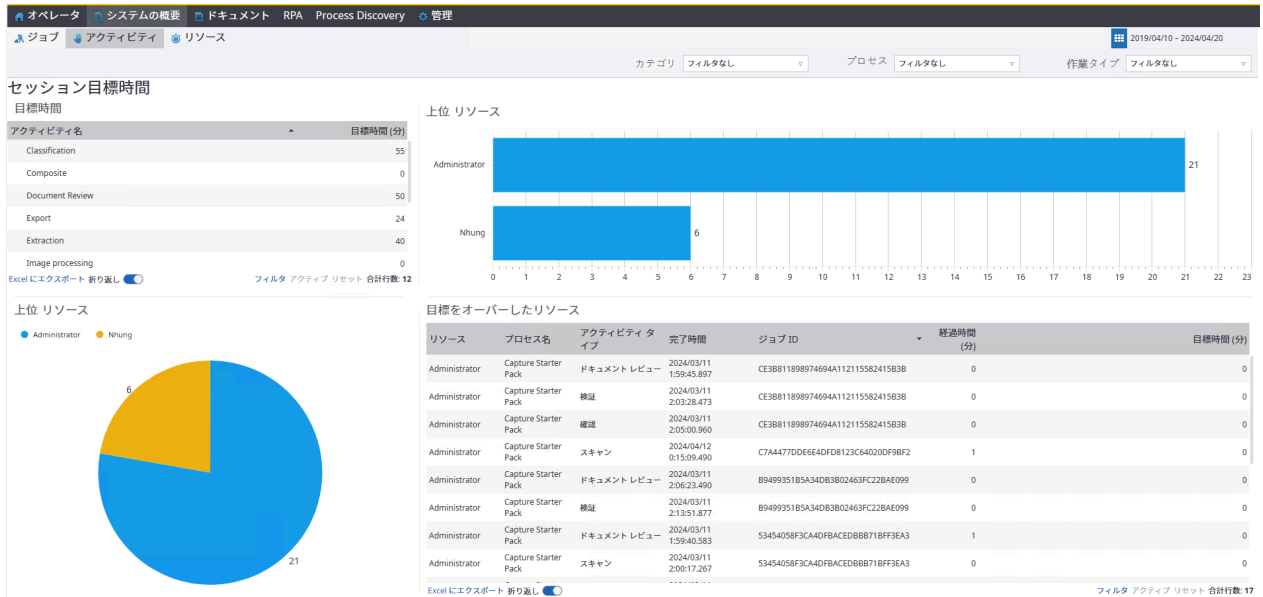 オペレータ システムの概要 ドキュメント RPA Process Discovery 管理
ジョブ アクティビティ リソース 2019/04/10 – 2024/04/20
カテゴリ フィルタなし プロセス フィルタなし 作業タイプ フィルタなし
セッション目標時間
目標時間
アクティビティ名 目標時間 (分)
Classification 55
Composite 0
Document Review 50
Export 24
Extraction 40
Image processing 0
Excel にエクスポート 折り返し フィルタ アクティブ リセット 合計行数: 12
上位 リソース
Administrator 21
Nhung 6
0 1 2 3 4 5 6 7 8 9 10 11 12 13 14 15 16 17 18 19 20 21 22 23
上位 リソース
Administrator Nhung
6
21
目標をオーバーしたリソース
リソース プロセス名 アクティビティ タイプ 完了時間 ジョブ ID 経過時間 (分) 目標時間 (分)
Administrator Capture Starter Pack ドキュメント レビュー 2024/03/11 1:59:45.897 CE3B811898974694A112115582415B3B 0 0
Administrator Capture Starter Pack 検証 2024/03/11 2:03:28.473 CE3B811898974694A112115582415B3B 0 0
Administrator Capture Starter Pack 確認 2024/03/11 2:05:00.960 CE3B811898974694A112115582415B3B 0 0
Administrator Capture Starter Pack スキャン 2024/04/12 0:15:09.490 C7A4477DDE6E4DFD8123C64020DF9BF2 1 0
Administrator Capture Starter Pack ドキュメント レビュー 2024/03/11 2:06:23.490 B9499351B5A34DB3B02463FC22BAE099 0 0
Administrator Capture Starter Pack 検証 2024/03/11 2:13:51.877 B9499351B5A34DB3B02463FC22BAE099 0 0
Administrator Capture Starter Pack ドキュメント レビュー 2024/03/11 1:59:40.583 53454058F3CA4DFBACEDBBB71BFF3EA3 1 0
Administrator Capture Starter Pack スキャン 2024/03/11 2:00:17.267 53454058F3CA4DFBACEDBBB71BFF3EA3 0 0
Excel にエクスポート 折り返し フィルタ アクティブ リセット 合計行数: 17